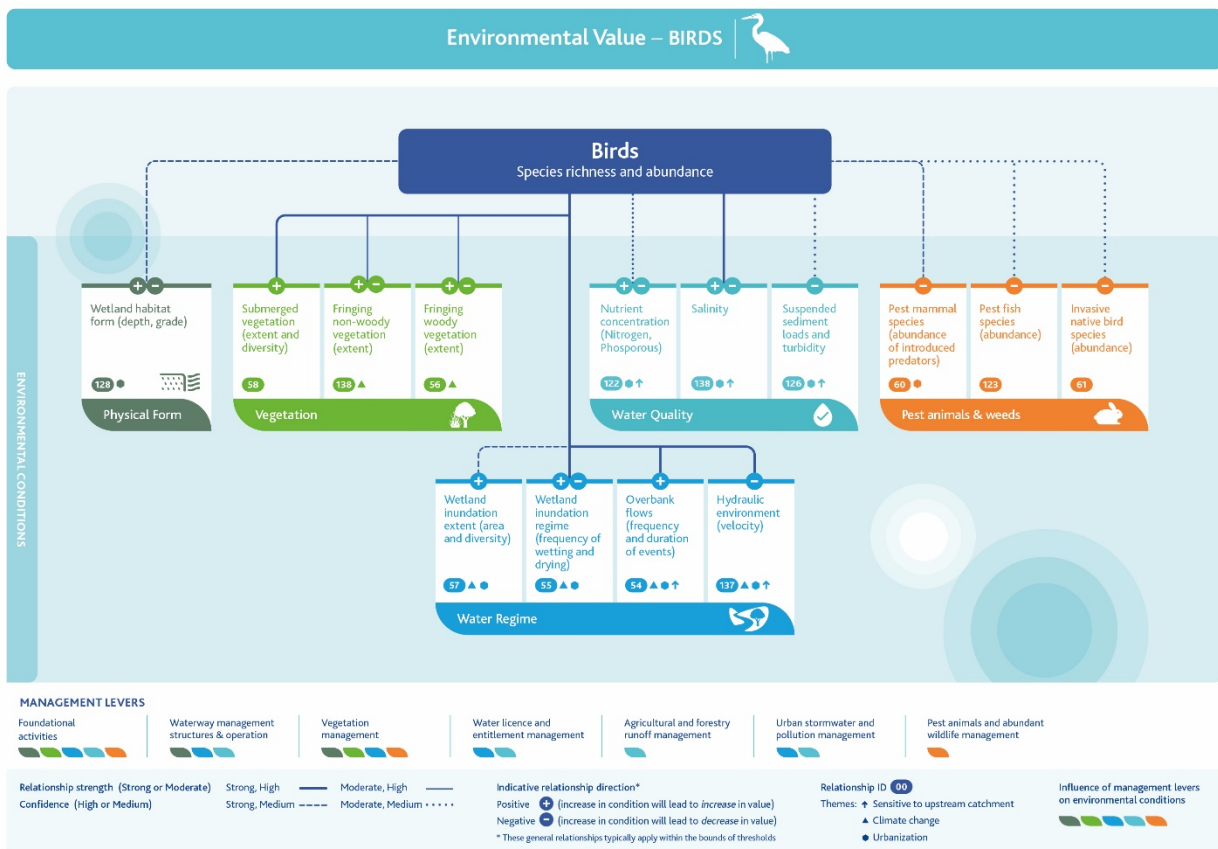 Environmental Value – BIRDS
Birds
Species richness and abundance
ENVIRONMENTAL CONDITIONS
Wetland habitat
form (depth, grade)
128
Physical Form
Submerged
vegetation
(extent and
diversity)
58
Fringing
non-woody
vegetation
(extent)
138
Fringing
woody
vegetation
(extent)
56
Vegetation
Nutrient
concentration
(Nitrogen,
Phosporous)
122
Salinity
138
Suspended
sediment
loads and
turbidity
126
Water Quality
Pest mammal
species
(abundance
of introduced
predators)
60
Pest fish
species
(abundance)
123
Invasive
native bird
species
(abundance)
61
Pest animals & weeds
Wetland
inundation
extent (area
and diversity)
57
Wetland
inundation
regime
(frequency of
wetting and
drying)
55
Overbank
flows
(frequency
and duration
of events)
54
Hydraulic
environment
(velocity)
137
Water Regime
MANAGEMENT LEVERS
Foundational
activities
Waterway management
structures & operation
Vegetation
management
Water licence and
entitlement management
Agricultural and forestry
runoff management
Urban stormwater and
pollution management
Pest animals and abundant
wildlife management
Relationship strength (Strong or Moderate)
Confidence (High or Medium)
Strong, High
Moderate, High
Strong, Medium
Moderate, Medium
Indicative relationship direction*
Positive + (increase in condition will lead to increase in value)
Negative − (increase in condition will lead to decrease in value)
* These general relationships typically apply within the bounds of thresholds
Relationship ID 00
Themes: ↑ Sensitive to upstream catchment
▲ Climate change
⬢ Urbanization
Influence of management levers
on environmental conditions